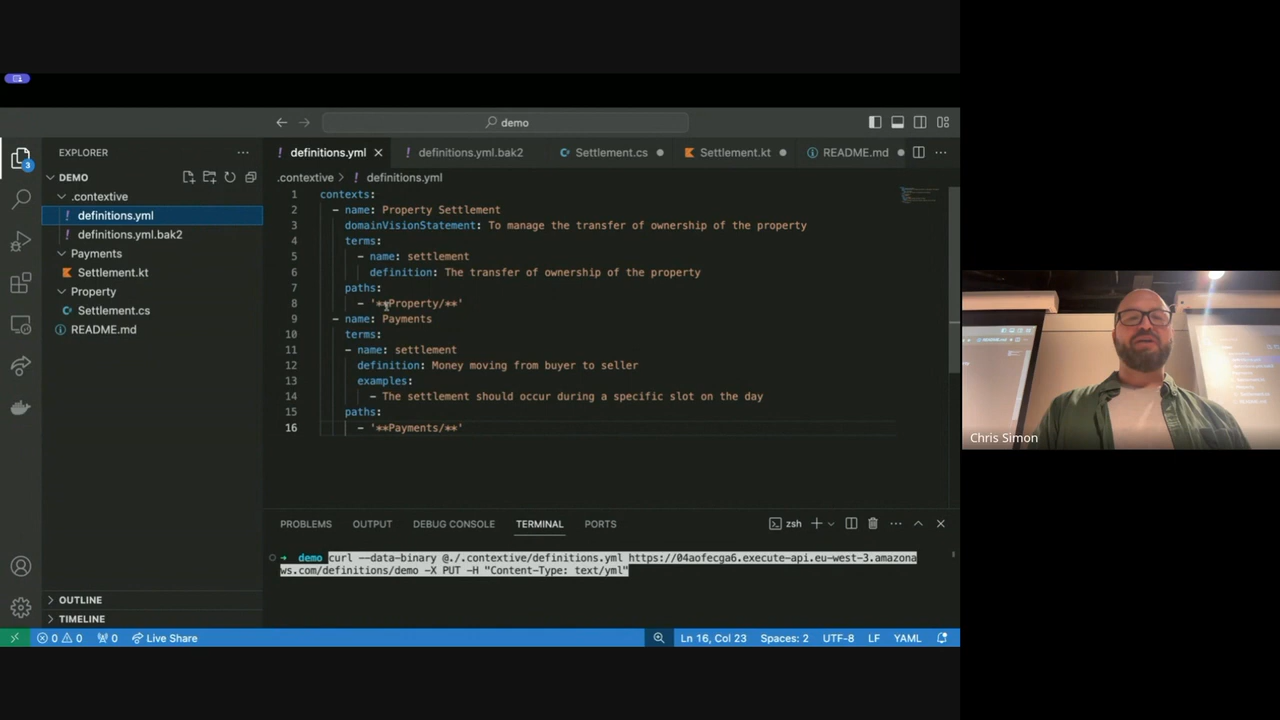 demo
EXPLORER
definitions.yml
definitions.yml.bak2
Settlement.cs
Settlement.kt
README.md
DEMO
.contextive
definitions.yml
definitions.yml.bak2
Payments
Settlement.kt
Property
Settlement.cs
README.md
OUTLINE
TIMELINE
.contextive > ! definitions.yml
1 contexts:
2 - name: Property Settlement
3 domainVisionStatement: To manage the transfer of ownership of the property
4 terms:
5 - name: settlement
6 definition: The transfer of ownership of the property
7 paths:
8 - '**Property/**'
9 - name: Payments
10 terms:
11 - name: settlement
12 definition: Money moving from buyer to seller
13 examples:
14 - The settlement should occur during a specific slot on the day
15 paths:
16 - '**Payments/**'
PROBLEMS OUTPUT DEBUG CONSOLE TERMINAL PORTS
zsh
demo curl --data-binary @./.contextive/definitions.yml https://04aofecga6.execute-api.eu-west-3.amazona
ws.com/definitions/demo -X PUT -H "Content-Type: text/yml"
3
0 0 0 Live Share
Ln 16, Col 23 Spaces: 2 UTF-8 LF YAML
Chris Simon